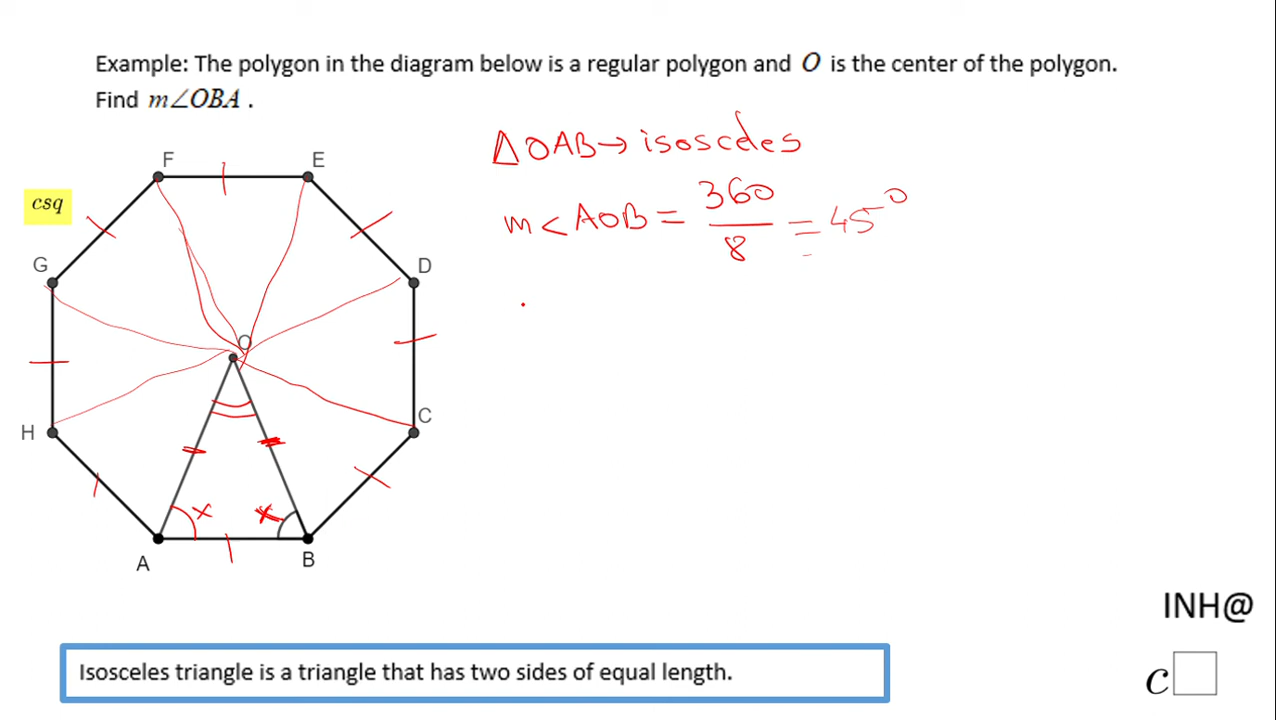 Example: The polygon in the diagram below is a regular polygon and O is the center of the polygon.
Find m∠OBA .
△OAB→ isosceles
m<AOB = 360/8 = 45°
F
E
csq
G
D
O
H
C
x
x
A
B
INH@
Isosceles triangle is a triangle that has two sides of equal length.
c□